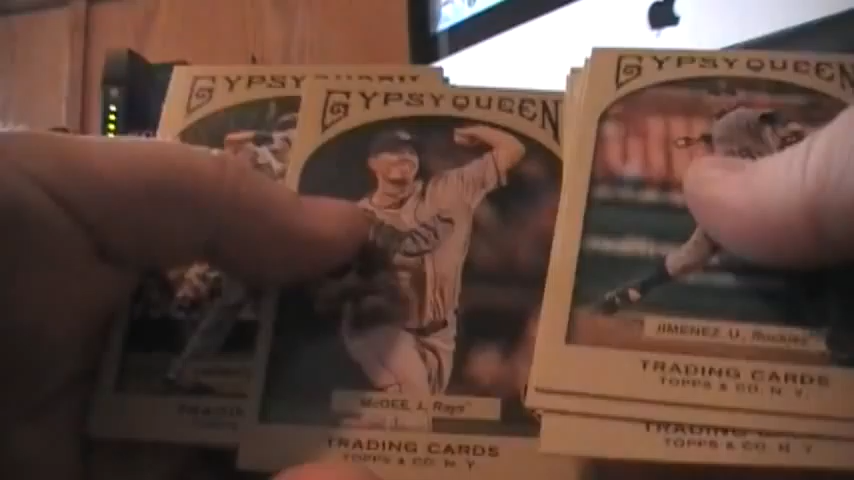 GYPSY QUEEN
GYPSY QUEEN
McGEE J, Rays
TRADING CARDS
TOPPS & CO. N.Y.
GYPSY QUEEN
JIMENEZ U, Rockies
TRADING CARDS
TOPPS & CO. N.Y.
TRADING CARDS
TOPPS & CO. N.Y.